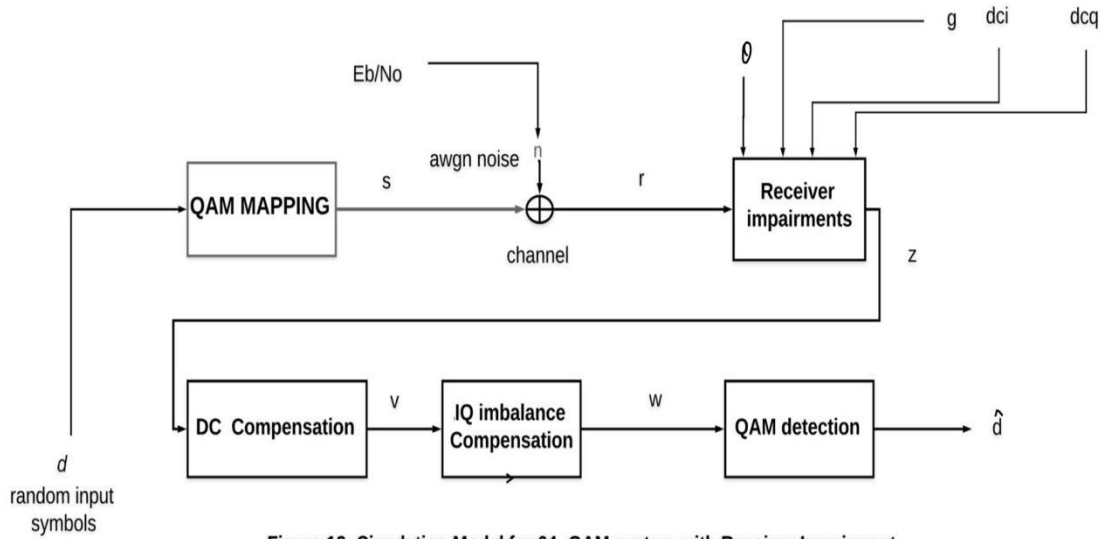 g dci dcq
θ
Eb/No
awgn noise n
QAM MAPPING
s
r
Receiver
impairments
channel
z
DC Compensation
v
IQ imbalance
Compensation
w
QAM detection
d̂
d
random input
symbols